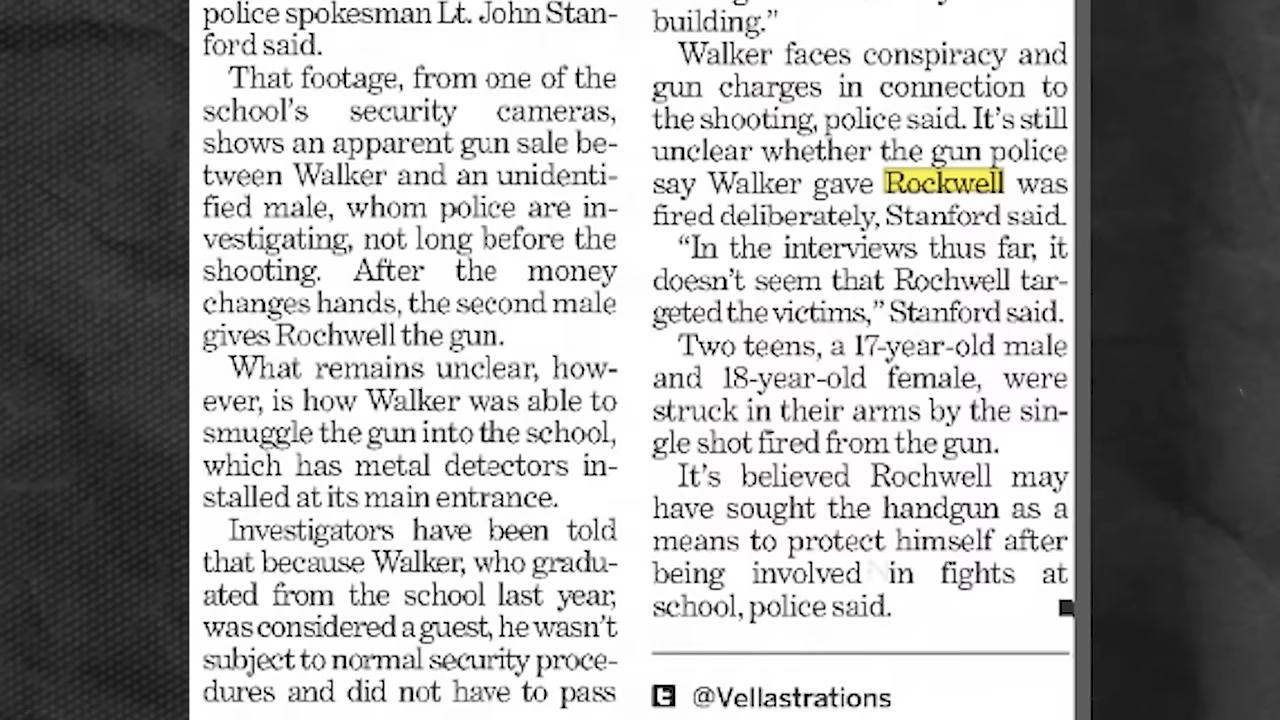 police spokesman Lt. John Stan-
ford said.
That footage, from one of the
school's security cameras,
shows an apparent gun sale be-
tween Walker and an unidenti-
fied male, whom police are in-
vestigating, not long before the
shooting. After the money
changes hands, the second male
gives Rochwell the gun.
What remains unclear, how-
ever, is how Walker was able to
smuggle the gun into the school,
which has metal detectors in-
stalled at its main entrance.
Investigators have been told
that because Walker, who gradu-
ated from the school last year,
was considered a guest, he wasn't
subject to normal security proce-
dures and did not have to pass
building."
Walker faces conspiracy and
gun charges in connection to
the shooting, police said. It's still
unclear whether the gun police
say Walker gave Rockwell was
fired deliberately, Stanford said.
"In the interviews thus far, it
doesn't seem that Rochwell tar-
geted the victims," Stanford said.
Two teens, a 17-year-old male
and 18-year-old female, were
struck in their arms by the sin-
gle shot fired from the gun.
It's believed Rochwell may
have sought the handgun as a
means to protect himself after
being involved in fights at
school, police said.
@Vellastrations